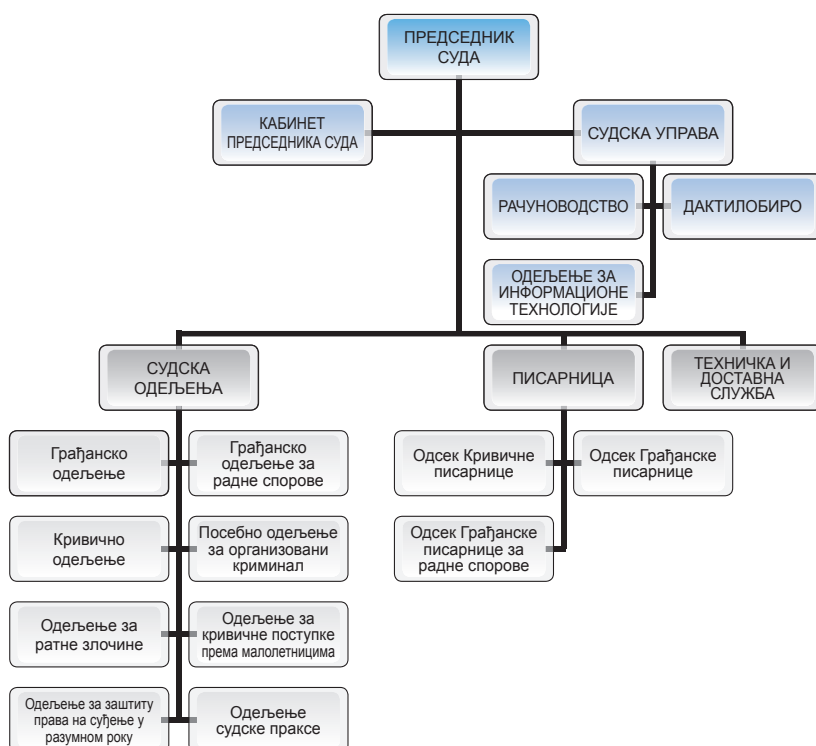 ПРЕДСЕДНИК
СУДА
КАБИНЕТ
ПРЕДСЕДНИКА СУДА
СУДСКА УПРАВА
РАЧУНОВОДСТВО
ДАКТИЛОБИРО
ОДЕЉЕЊЕ ЗА
ИНФОРМАЦИОНЕ
ТЕХНОЛОГИЈЕ
СУДСКА
ОДЕЉЕЊА
ПИСАРНИЦА
ТЕХНИЧКА И
ДОСТАВНА
СЛУЖБА
Грађанско
одељење
Грађанско
одељење за
радне спорове
Одсек Кривичне
писарнице
Одсек Грађанске
писарнице
Кривично
одељење
Посебно одељење
за организовани
криминал
Одсек Грађанске
писарнице за
радне спорове
Одељење за
ратне злочине
Одељење за
кривичне поступке
према малолетницима
Одељење за заштиту
права на суђење у
разумном року
Одељење
судске праксе